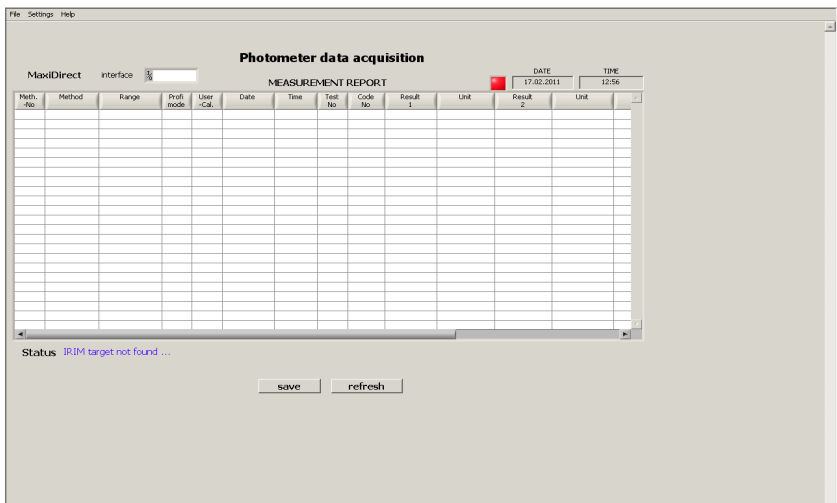 File Settings Help
Photometer data acquisition
MaxiDirect interface
MEASUREMENT REPORT
DATE TIME
17.02.2011 12:56
Meth. -No Method Range Profi mode User -Cal. Date Time Test No Code No Result 1 Unit Result 2 Unit
Status IRIM target not found ...
save refresh